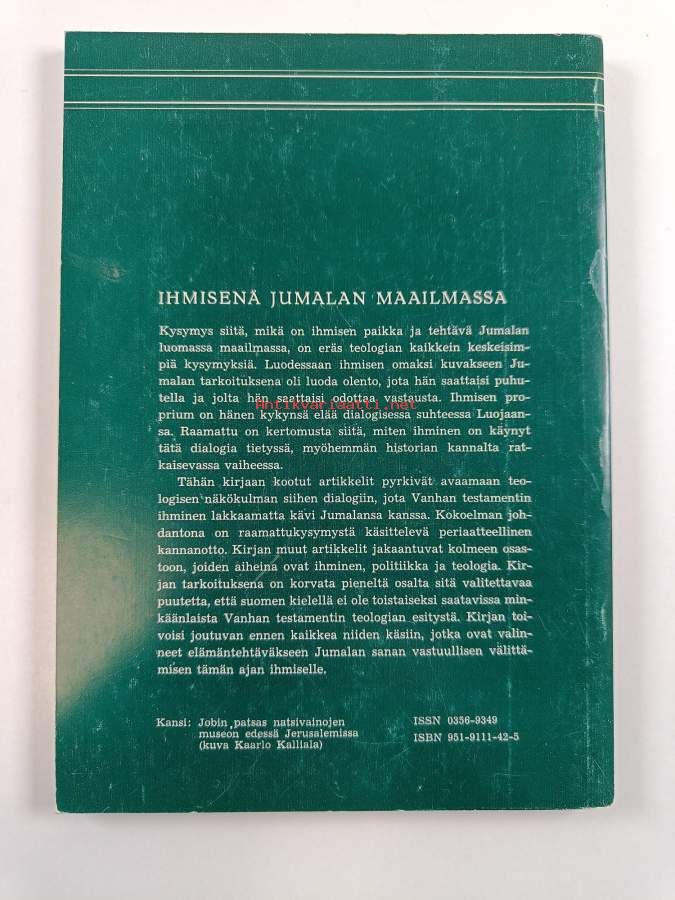 IHMISENÄ JUMALAN MAAILMASSA
Kysymys siitä, mikä on ihmisen paikka ja tehtävä Jumalan
luomassa maailmassa, on eräs teologian kaikkein keskeisim-
piä kysymyksiä. Luodessaan ihmisen omaksi kuvakseen Ju-
malan tarkoituksena oli luoda olento, jota hän saattaisi puhu-
tella ja jolta hän saattaisi odottaa vastausta. Ihmisen pro-
Antikvariaatti.net
prium on hänen kykynsä elää dialogisessa suhteessa Luojaan-
sa. Raamattu on kertomusta siitä, miten ihminen on käynyt
tätä dialogia tietyssä, myöhemmän historian kannalta rat-
kaisevassa vaiheessa.
Tähän kirjaan kootut artikkelit pyrkivät avaamaan teo-
logisen näkökulman siihen dialogiin, jota Vanhan testamentin
ihminen lakkaamatta kävi Jumalansa kanssa. Kokoelman joh-
dantona on raamattukysymystä käsittelevä periaatteellinen
kannanotto. Kirjan muut artikkelit jakaantuvat kolmeen osas-
toon, joiden aiheina ovat ihminen, politiikka ja teologia. Kir-
jan tarkoituksena on korvata pieneltä osalta sitä valitettavaa
puutetta, että suomen kielellä ei ole toistaiseksi saatavissa min-
käänlaista Vanhan testamentin teologian esitystä. Kirjan toi-
voisi joutuvan ennen kaikkea niiden käsiin, jotka ovat valin-
neet elämäntehtäväkseen Jumalan sanan vastuullisen välittä-
misen tämän ajan ihmiselle.
Kansi: Jobin patsas natsivainojen
museon edessä Jerusalemissa
(kuva Kaarlo Kalliala)
ISSN 0356-9349
ISBN 951-9111-42-5